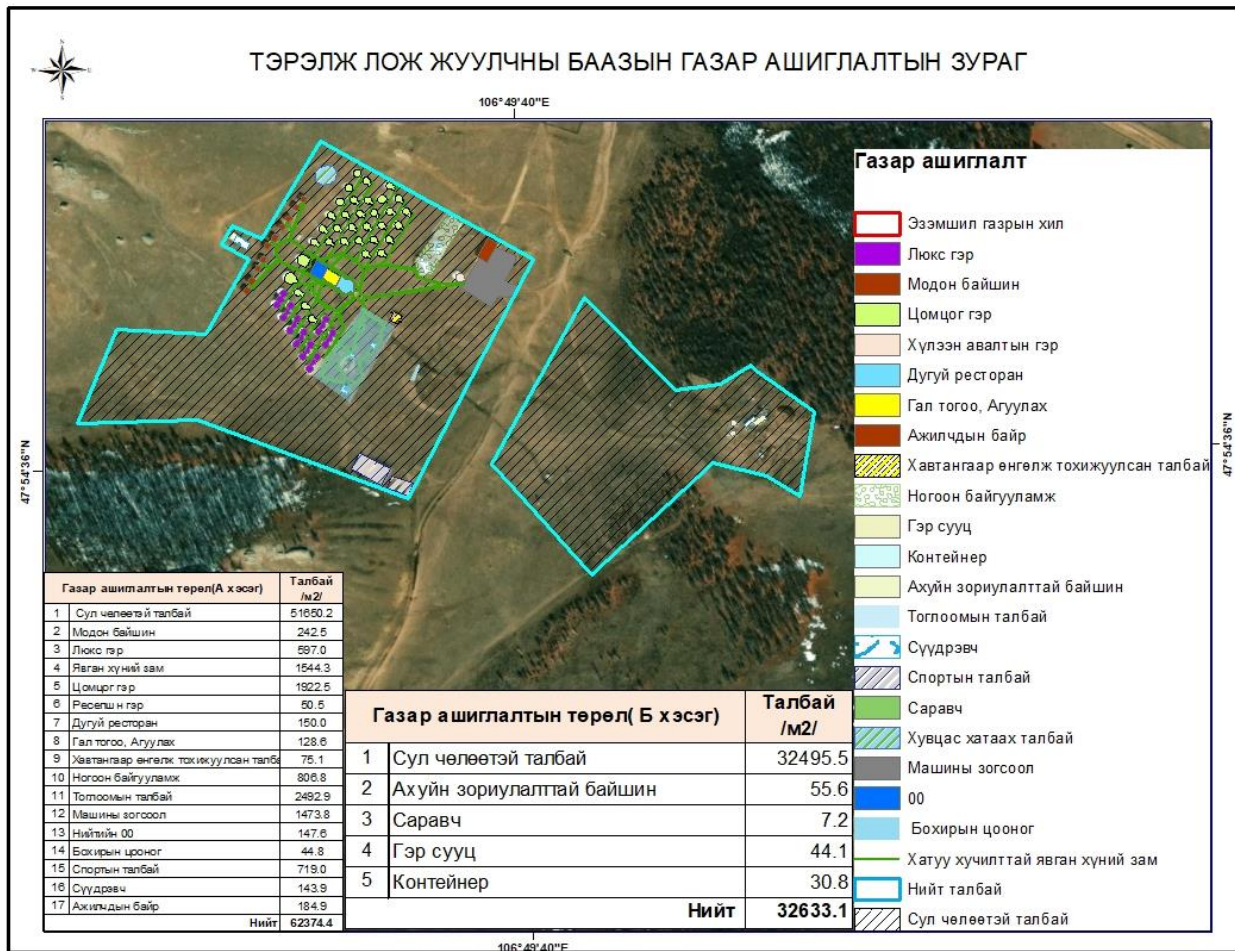 ТЭРЭЛЖ ЛОЖ ЖУУЛЧНЫ БААЗЫН ГАЗАР АШИГЛАЛТЫН ЗУРАГ
106°49'40"E
47°54'36"N
47°54'36"N
Газар ашиглалт
Эзэмшил газрын хил
Люкс гэр
Модон байшин
Цомцог гэр
Хүлээн авалтын гэр
Дугуй ресторан
Гал тогоо, Агуулах
Ажилчдын байр
Хавтангаар өнгөлж тохижуулсан талбай
Ногоон байгууламж
Гэр сууц
Контейнер
Ахуйн зориулалттай байшин
Тоглоомын талбай
Сүүдрэвч
Спортын талбай
Саравч
Хувцас хатаах талбай
Машины зогсоол
00
Бохирын цооног
Хатуу хучилттай явган хүний зам
Нийт талбай
Сул чөлөөтэй талбай
Газар ашиглалтын төрөл(А хэсэг) Талбай /м2/
1 Сул чөлөөтэй талбай 51650.2
2 Модон байшин 242.5
3 Люкс гэр 597.0
4 Явган хүний зам 1544.3
5 Цомцог гэр 1922.5
6 Ресепшн гэр 50.5
7 Дугуй ресторан 150.0
8 Гал тогоо, Агуулах 128.6
9 Хавтангаар өнгөлж тохижуулсан талба 75.1
10 Ногоон байгууламж 806.8
11 Тоглоомын талбай 2492.9
12 Машины зогсоол 1473.8
13 Нийтийн 00 147.6
14 Бохирын цооног 44.8
15 Спортын талбай 719.0
16 Сүүдрэвч 143.9
17 Ажилчдын байр 184.9
Нийт 62374.4
Газар ашиглалтын төрөл( Б хэсэг) Талбай /м2/
1 Сул чөлөөтэй талбай 32495.5
2 Ахуйн зориулалттай байшин 55.6
3 Саравч 7.2
4 Гэр сууц 44.1
5 Контейнер 30.8
Нийт 32633.1
106°49'40"E